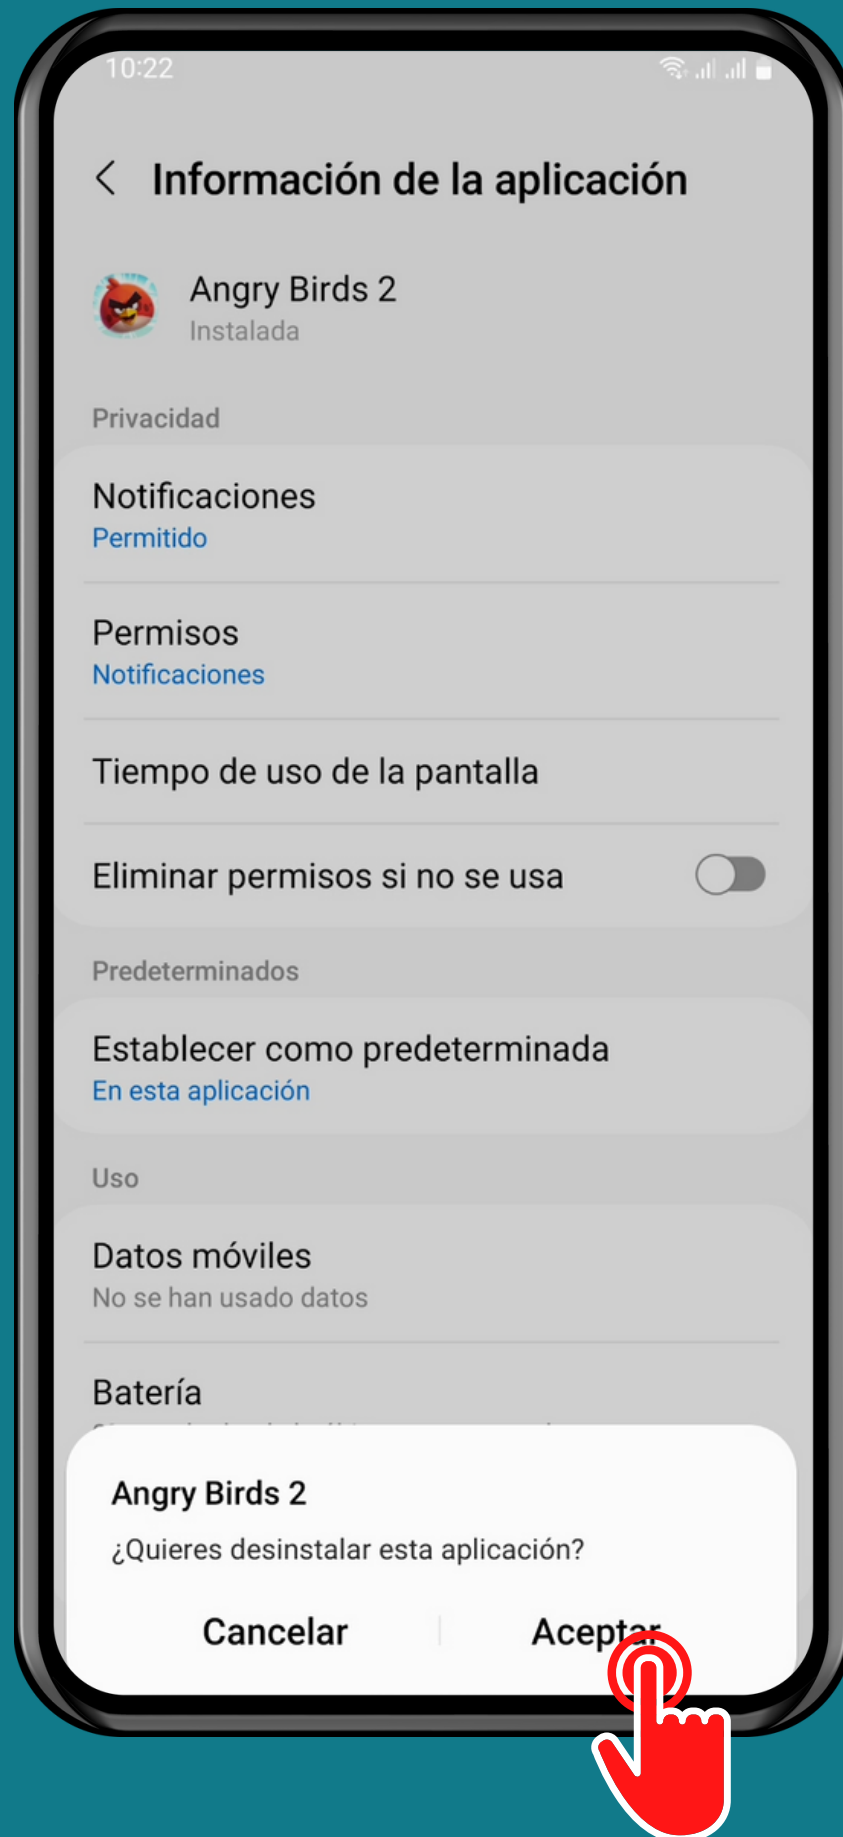 10:22
Información de la aplicación
Angry Birds 2
Instalada
Privacidad
Notificaciones
Permitido
Permisos
Notificaciones
Tiempo de uso de la pantalla
Eliminar permisos si no se usa
Predeterminados
Establecer como predeterminada
En esta aplicación
Uso
Datos móviles
No se han usado datos
Batería
Angry Birds 2
¿Quieres desinstalar esta aplicación?
Cancelar
Aceptar